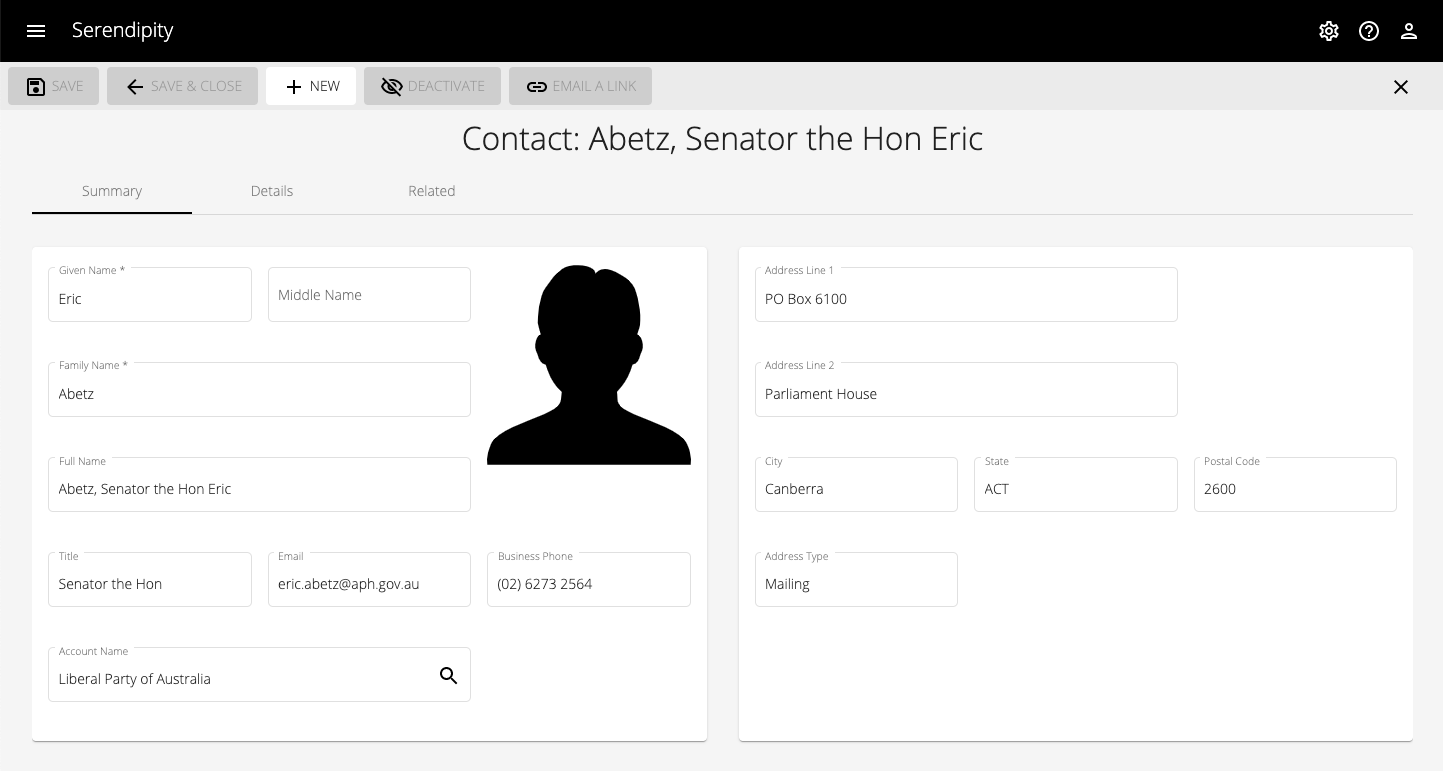 Serendipity
SAVE
SAVE & CLOSE
NEW
DEACTIVATE
EMAIL A LINK
Contact: Abetz, Senator the Hon Eric
Summary
Details
Related
Given Name *
Eric
Middle Name
Family Name *
Abetz
Full Name
Abetz, Senator the Hon Eric
Title
Senator the Hon
Email
eric.abetz@aph.gov.au
Business Phone
(02) 6273 2564
Account Name
Liberal Party of Australia
Address Line 1
PO Box 6100
Address Line 2
Parliament House
City
Canberra
State
ACT
Postal Code
2600
Address Type
Mailing